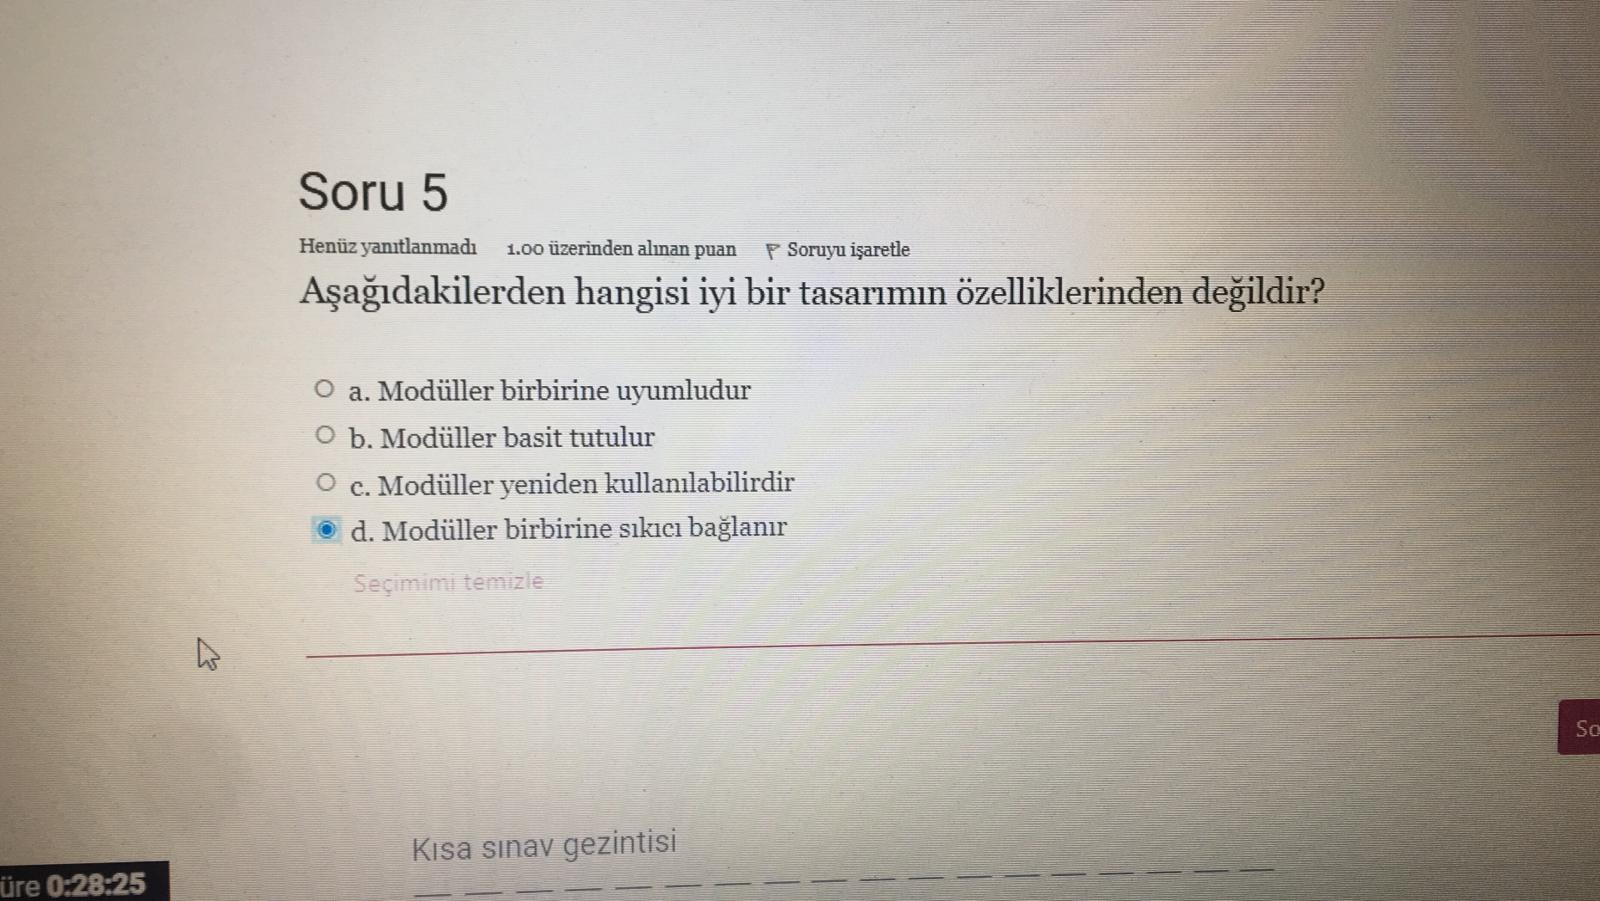 Soru 5
Henüz yanıtlanmadı 1.00 üzerinden alınan puan Soruyu işaretle
Aşağıdakilerden hangisi iyi bir tasarımın özelliklerinden değildir?
a. Modüller birbirine uyumludur
b. Modüller basit tutulur
c. Modüller yeniden kullanılabilirdir
d. Modüller birbirine sıkıcı bağlanır
Seçimimi temizle
So
Kısa sınav gezintisi
üre 0:28:25